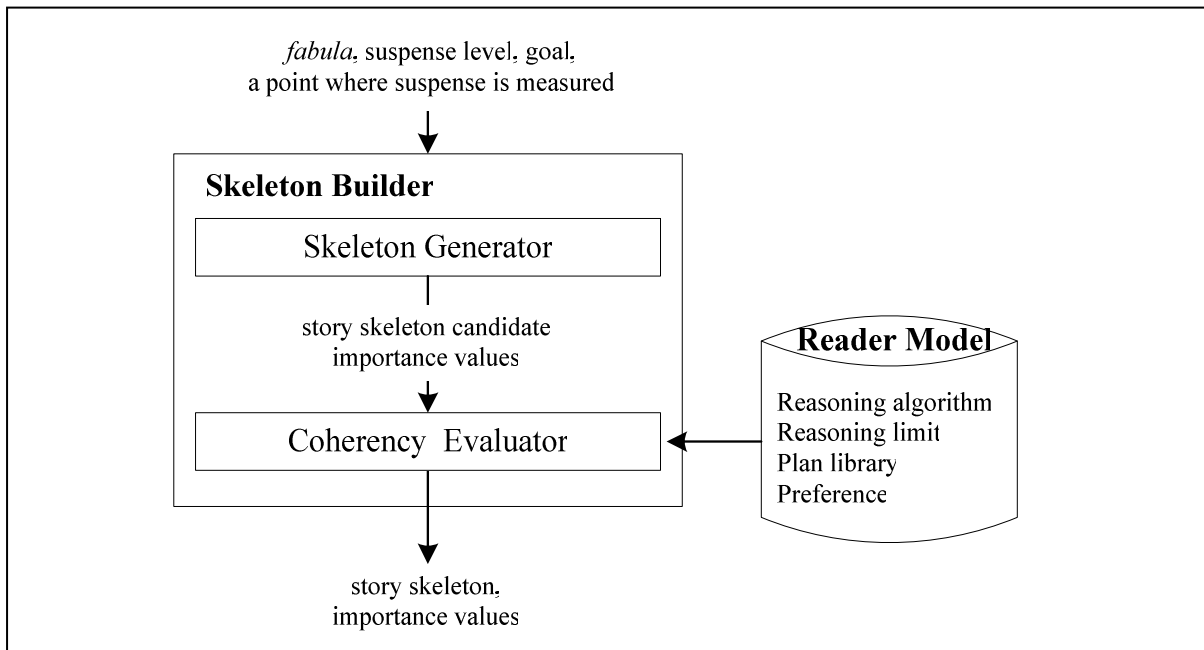 fabula, suspense level, goal,
a point where suspense is measured
Skeleton Builder
Skeleton Generator
story skeleton candidate
importance values
Coherency Evaluator
story skeleton,
importance values
Reader Model
Reasoning algorithm
Reasoning limit
Plan library
Preference